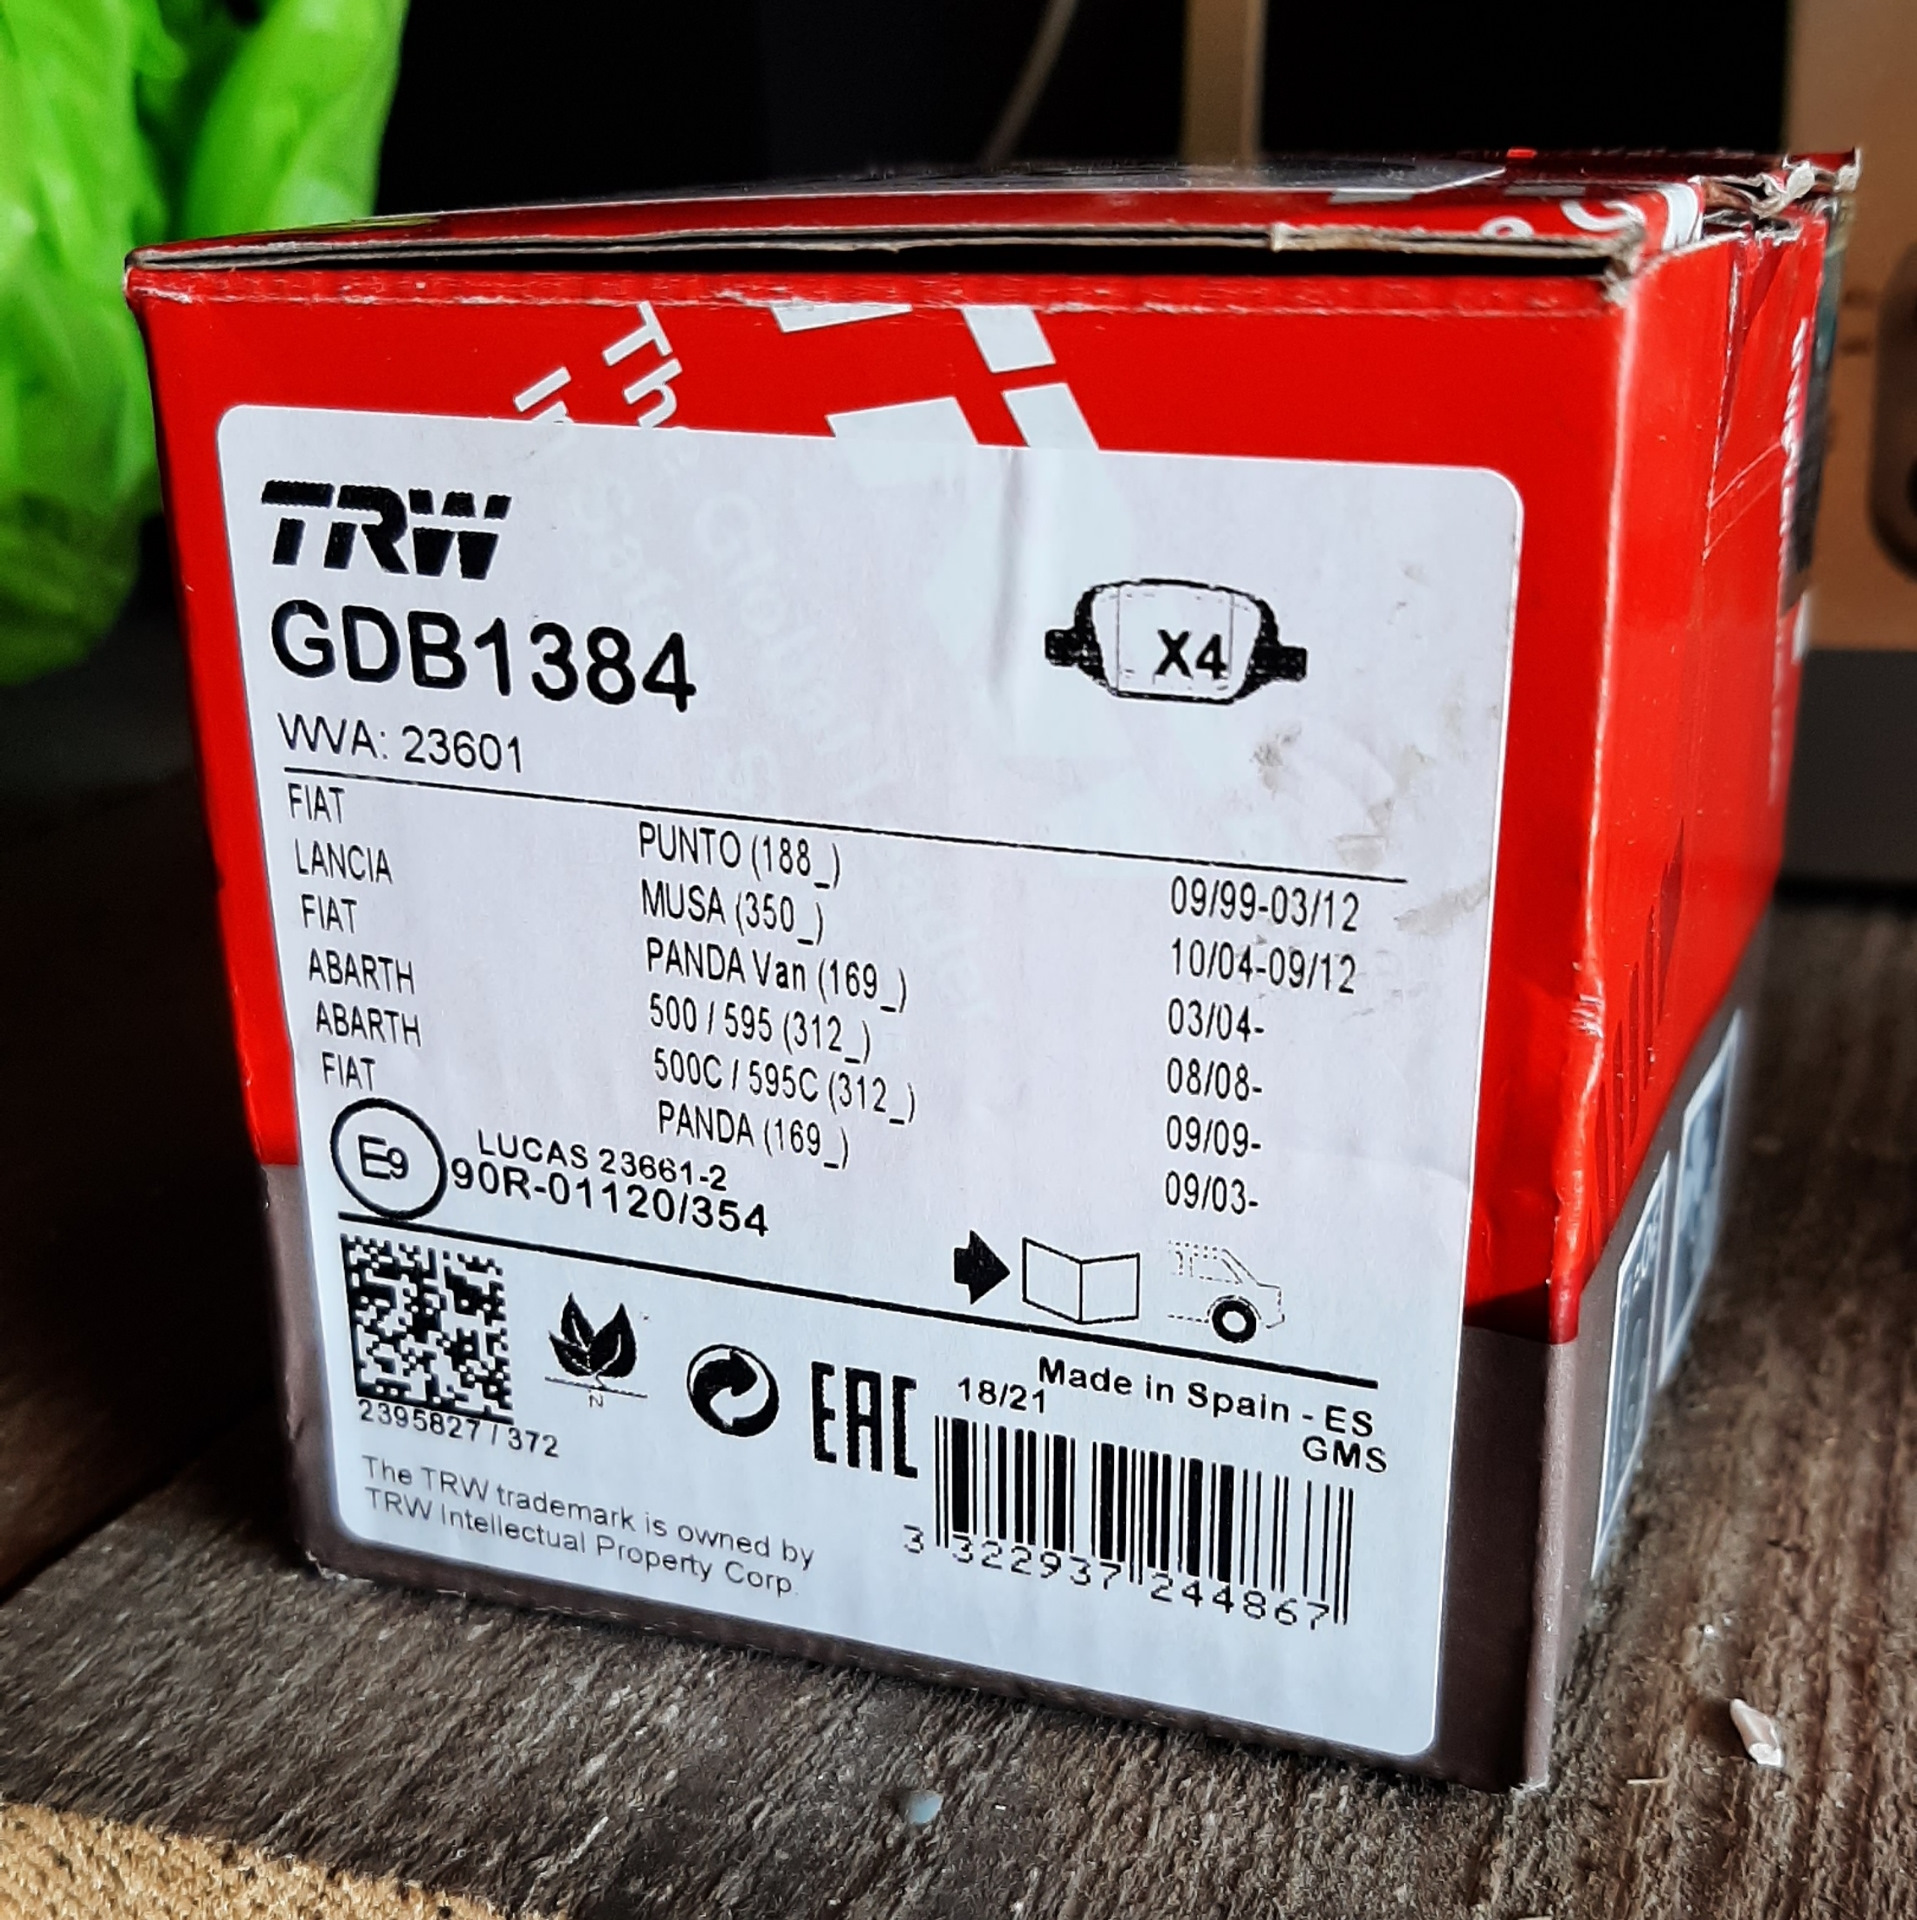 Th
TRW
GDB1384
X4
WVA: 23601
FIAT PUNTO (188_) 09/99-03/12
LANCIA MUSA (350_) 10/04-09/12
FIAT PANDA Van (169_) 03/04-
ABARTH 500 / 595 (312_) 08/08-
ABARTH 500C / 595C (312_) 09/09-
FIAT PANDA (169_) 09/03-
E9
LUCAS 23661-2
90R-01120/354
Made in Spain - ES
18/21
GMS
N
EAC
2395827 / 372
The TRW trademark is owned by
TRW Intellectual Property Corp.
3 322937 244867